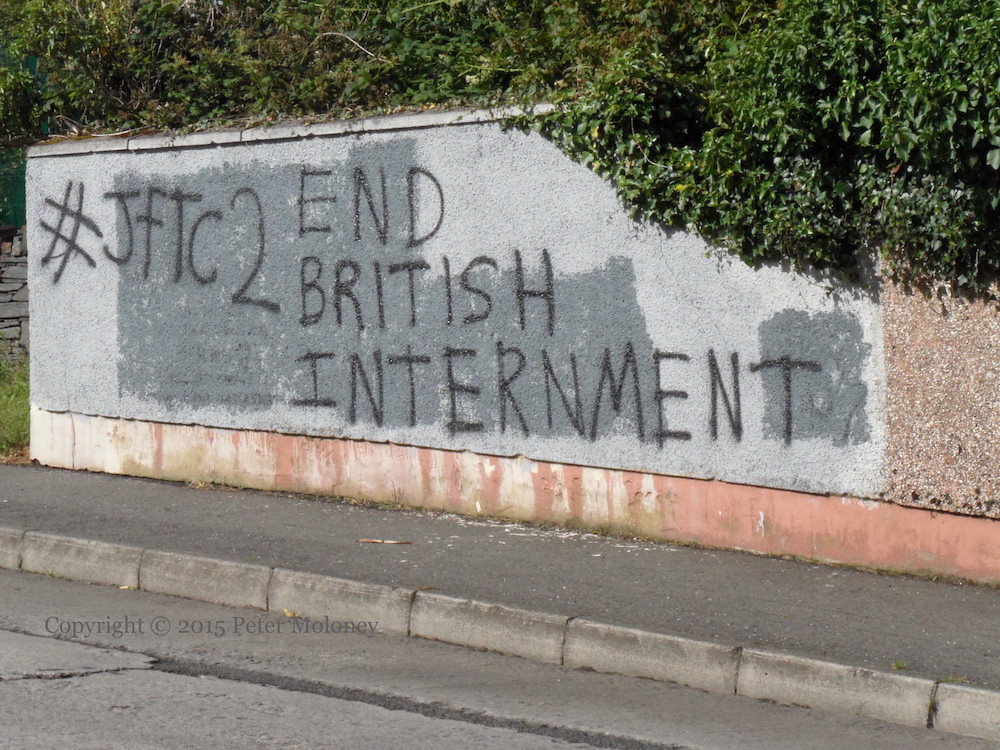 #JFTC2 END
BRITISH
INTERNMENT
Copyright © 2015 Peter Moloney